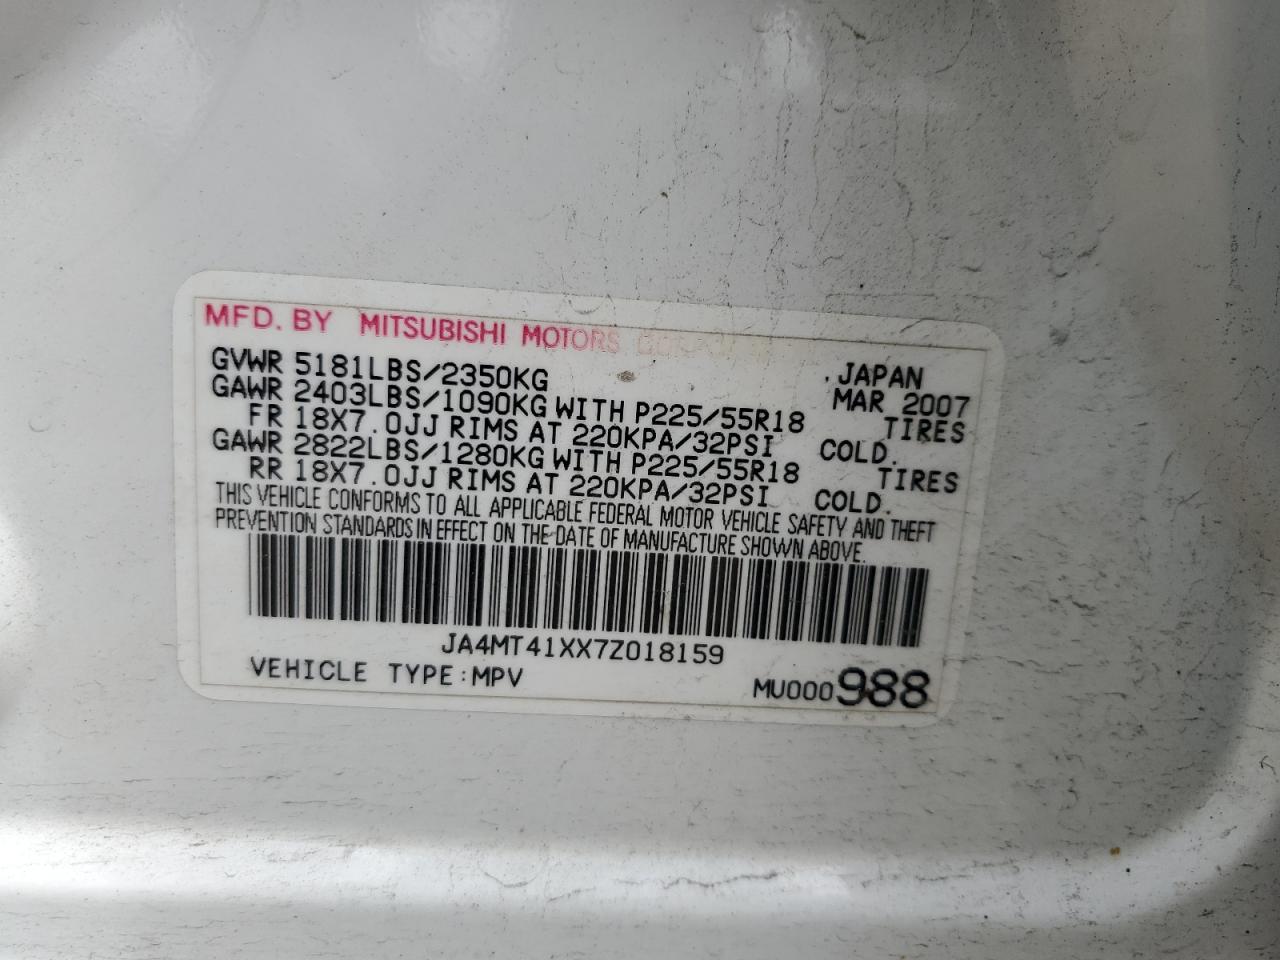 MFD. BY MITSUBISHI MOTORS
GVWR 5181LBS/2350KG . JAPAN
GAWR 2403LBS/1090KG WITH P225/55R18 MAR 2007
FR 18X7.0JJ RIMS AT 220KPA/32PSI TIRES COLD.
GAWR 2822LBS/1280KG WITH P225/55R18 TIRES
RR 18X7.0JJ RIMS AT 220KPA/32PSI COLD.
THIS VEHICLE CONFORMS TO ALL APPLICABLE FEDERAL MOTOR VEHICLE SAFETY AND THEFT
PREVENTION STANDARDS IN EFFECT ON THE DATE OF MANUFACTURE SHOWN ABOVE.
JA4MT41XX7Z018159
VEHICLE TYPE:MPV MU000988